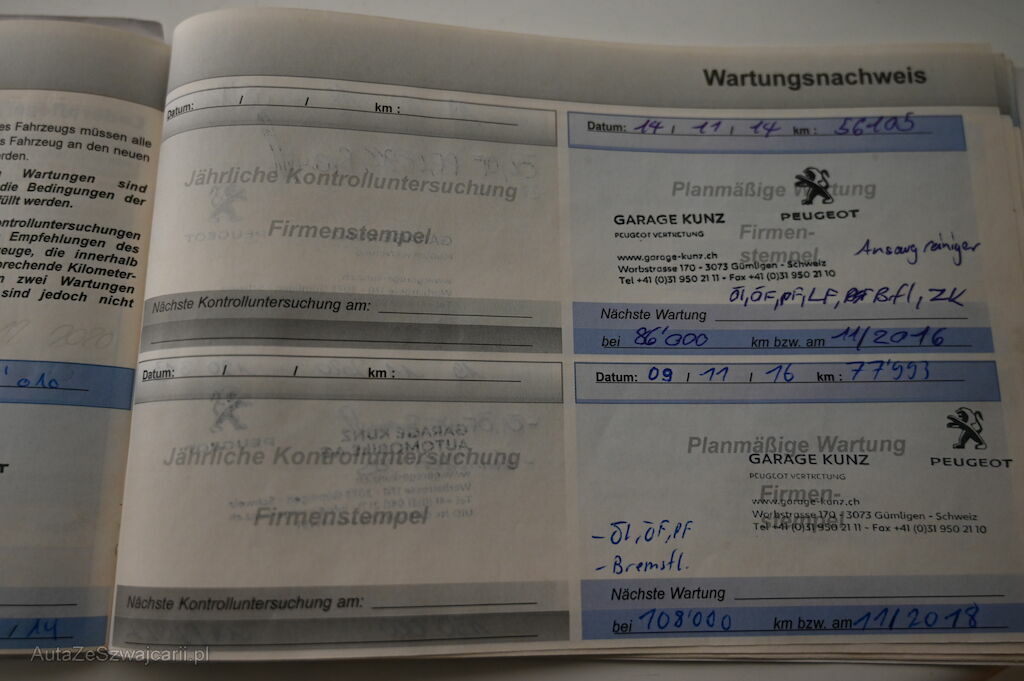 Wartungsnachweis
es Fahrzeugs müssen alle
s Fahrzeug an den neuen
erden.
Wartungen sind
die Bedingungen der
füllt werden.
ntrolluntersuchungen
Empfehlungen des
zeuge, die innerhalb
rechende Kilometer-
n zwei Wartungen
sind jedoch nicht
2020
'010
/ 14
Datum: / / km :
Jährliche Kontrolluntersuchung
Firmenstempel
Nächste Kontrolluntersuchung am:
Datum: / / km :
Jährliche Kontrolluntersuchung
Firmenstempel
Nächste Kontrolluntersuchung am:
Datum: 14 / 11 / 14 km : 56105
Planmäßige Wartung
GARAGE KUNZ PEUGEOT
PEUGEOT VERTRETUNG
Firmen-
stempel
Ansaug reiniger
www.garage-kunz.ch
Worbstrasse 170 - 3073 Gümligen - Schweiz
Tel +41 (0)31 950 21 11 - Fax +41 (0)31 950 21 10
Öl, ÖF, PF, LF, Bfl, ZK
Nächste Wartung
bei 86'000 km bzw. am 11/2016
Datum: 09 / 11 / 16 km : 77'993
Planmäßige Wartung
GARAGE KUNZ PEUGEOT
PEUGEOT VERTRETUNG
Firmen-
stempel
www.garage-kunz.ch
Worbstrasse 170 - 3073 Gümligen - Schweiz
Tel +41 (0)31 950 21 11 - Fax +41 (0)31 950 21 10
- Öl, ÖF, PF
- Bremsfl.
Nächste Wartung
bei 108'000 km bzw. am 11/2018
AutaZeSzwajcarii.pl